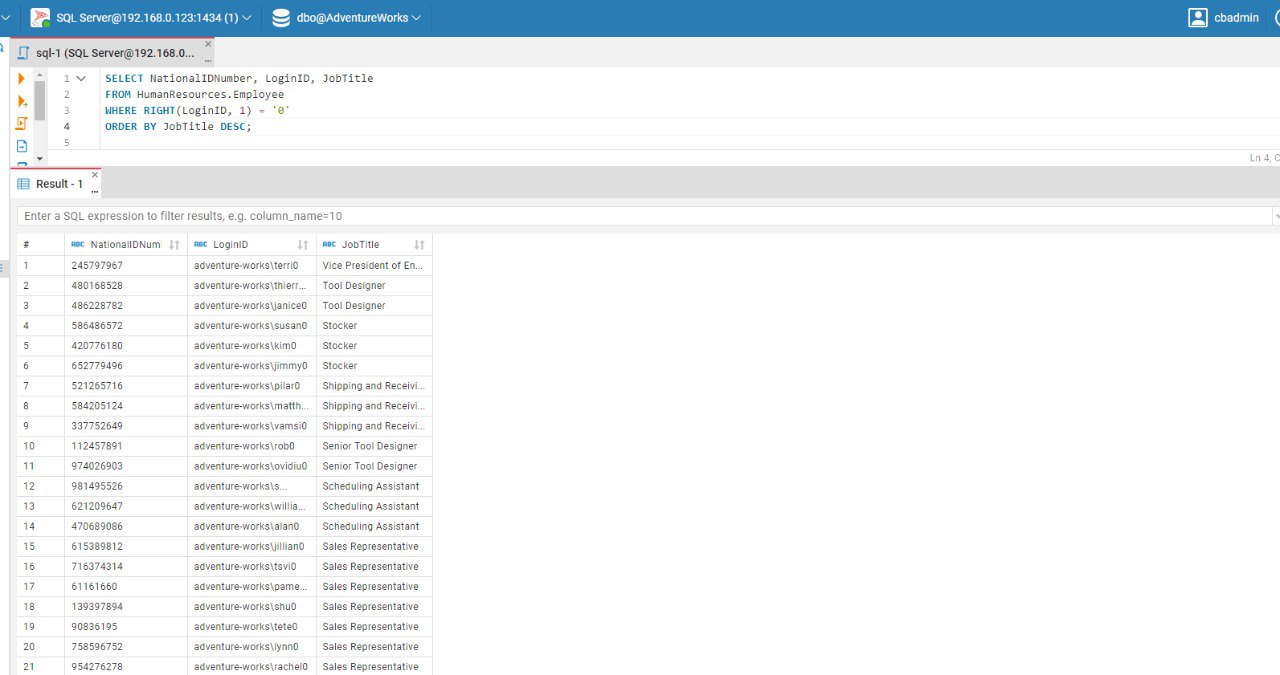 SQL Server@192.168.0.123:1434 (1) dbo@AdventureWorks cbadmin
sql-1 (SQL Server@192.168.0...
1 SELECT NationalIDNumber, LoginID, JobTitle
2 FROM HumanResources.Employee
3 WHERE RIGHT(LoginID, 1) = '0'
4 ORDER BY JobTitle DESC;
5
Ln 4, C
Result - 1
Enter a SQL expression to filter results, e.g. column_name=10
# ABC NationalIDNum ABC LoginID ABC JobTitle
1 245797967 adventure-works\terri0 Vice President of En...
2 480168528 adventure-works\thierr... Tool Designer
3 486228782 adventure-works\janice0 Tool Designer
4 586486572 adventure-works\susan0 Stocker
5 420776180 adventure-works\kim0 Stocker
6 652779496 adventure-works\jimmy0 Stocker
7 521265716 adventure-works\pilar0 Shipping and Receivi...
8 584205124 adventure-works\matth... Shipping and Receivi...
9 337752649 adventure-works\vamsi0 Shipping and Receivi...
10 112457891 adventure-works\rob0 Senior Tool Designer
11 974026903 adventure-works\ovidiu0 Senior Tool Designer
12 981495526 adventure-works\s... Scheduling Assistant
13 621209647 adventure-works\willia... Scheduling Assistant
14 470689086 adventure-works\alan0 Scheduling Assistant
15 615389812 adventure-works\jillian0 Sales Representative
16 716374314 adventure-works\tsvi0 Sales Representative
17 61161660 adventure-works\pame... Sales Representative
18 139397894 adventure-works\shu0 Sales Representative
19 90836195 adventure-works\tete0 Sales Representative
20 758596752 adventure-works\lynn0 Sales Representative
21 954276278 adventure-works\rachel0 Sales Representative